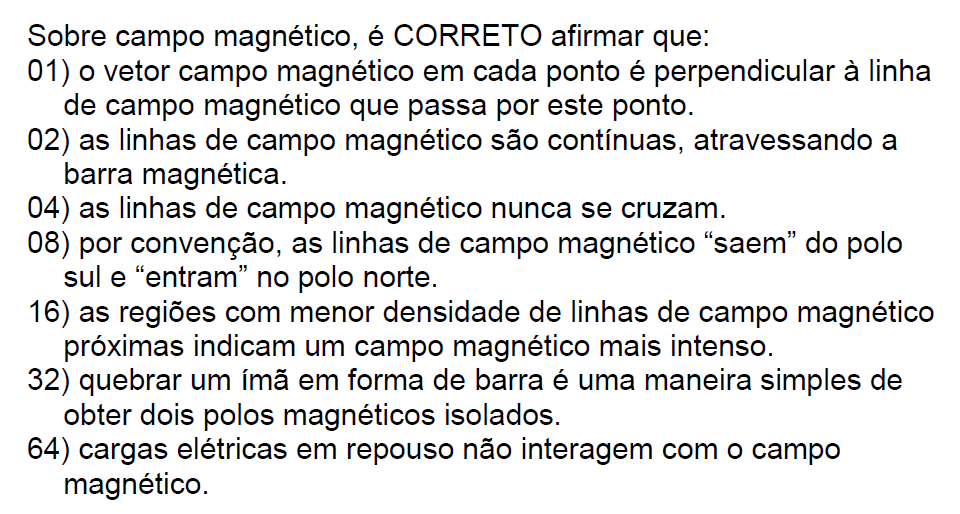 Sobre campo magnético, é CORRETO afirmar que:
01) o vetor campo magnético em cada ponto é perpendicular à linha
de campo magnético que passa por este ponto.
02) as linhas de campo magnético são contínuas, atravessando a
barra magnética.
04) as linhas de campo magnético nunca se cruzam.
08) por convenção, as linhas de campo magnético “saem” do polo
sul e “entram” no polo norte.
16) as regiões com menor densidade de linhas de campo magnético
próximas indicam um campo magnético mais intenso.
32) quebrar um ímã em forma de barra é uma maneira simples de
obter dois polos magnéticos isolados.
64) cargas elétricas em repouso não interagem com o campo
magnético.